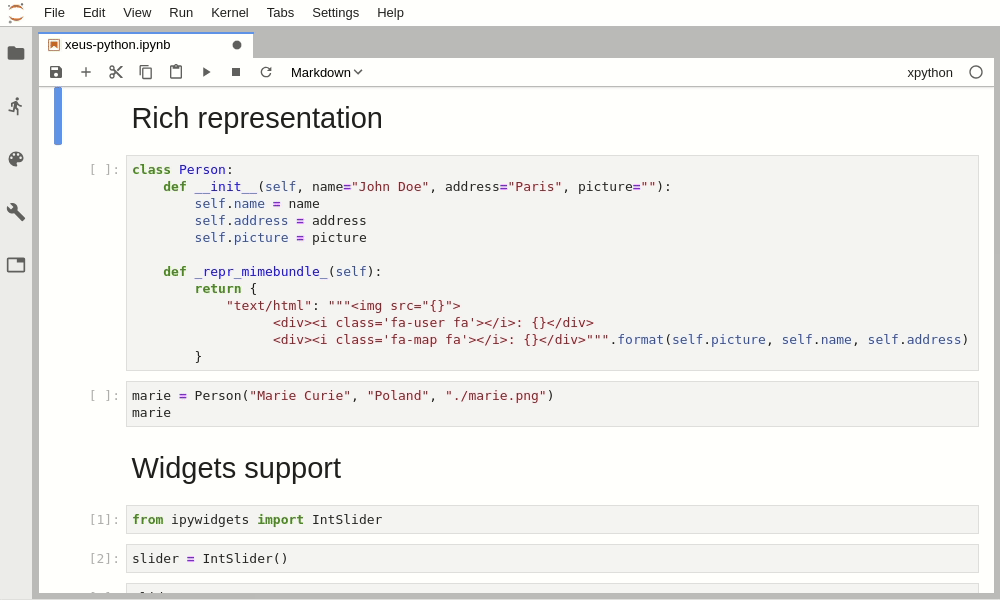 File Edit View Run Kernel Tabs Settings Help
xeus-python.ipynb
Markdown xpython
Rich representation
[ ]: class Person:
    def __init__(self, name="John Doe", address="Paris", picture=""):
        self.name = name
        self.address = address
        self.picture = picture
    def _repr_mimebundle_(self):
        return {
            "text/html": """<img src="{}">
                  <div><i class='fa-user fa'></i>: {}</div>
                  <div><i class='fa-map fa'></i>: {}</div>""".format(self.picture, self.name, self.address)
        }
[ ]: marie = Person("Marie Curie", "Poland", "./marie.png")
marie
Widgets support
[1]: from ipywidgets import IntSlider
[2]: slider = IntSlider()